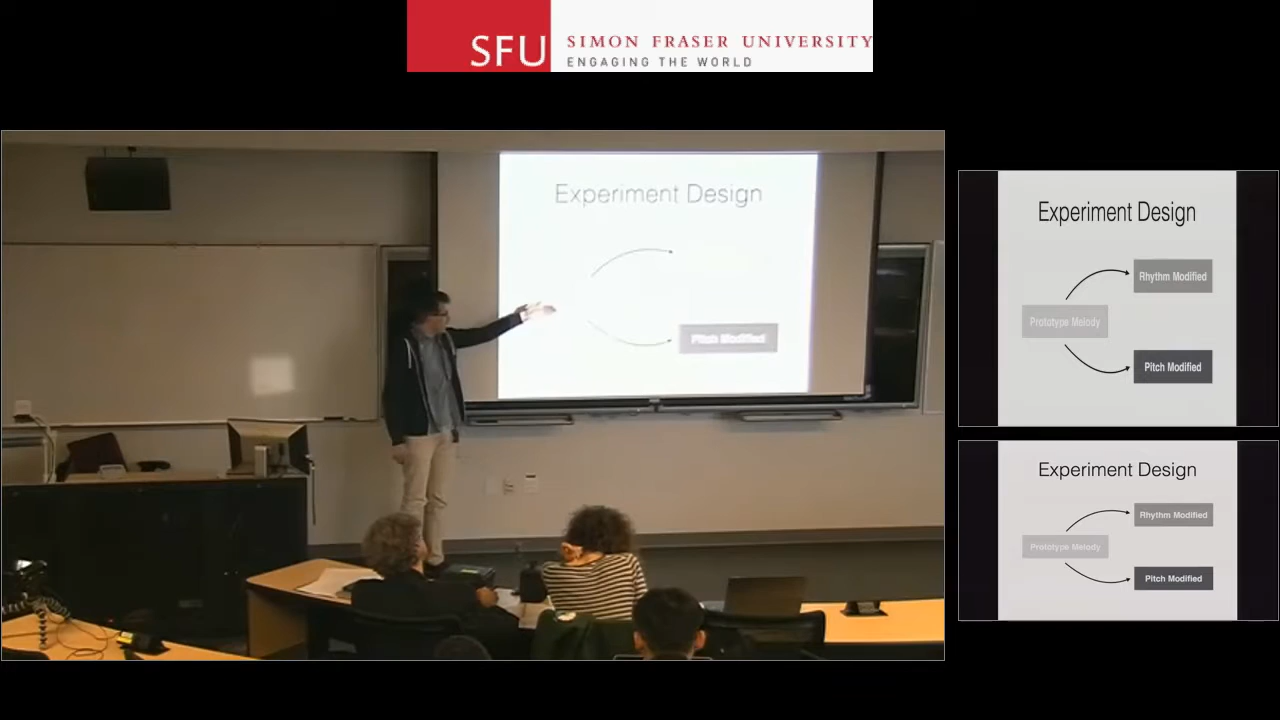 SFU
SIMON FRASER UNIVERSITY
ENGAGING THE WORLD
Experiment Design
Pitch Modified
Experiment Design
Rhythm Modified
Prototype Melody
Pitch Modified
Experiment Design
Rhythm Modified
Prototype Melody
Pitch Modified